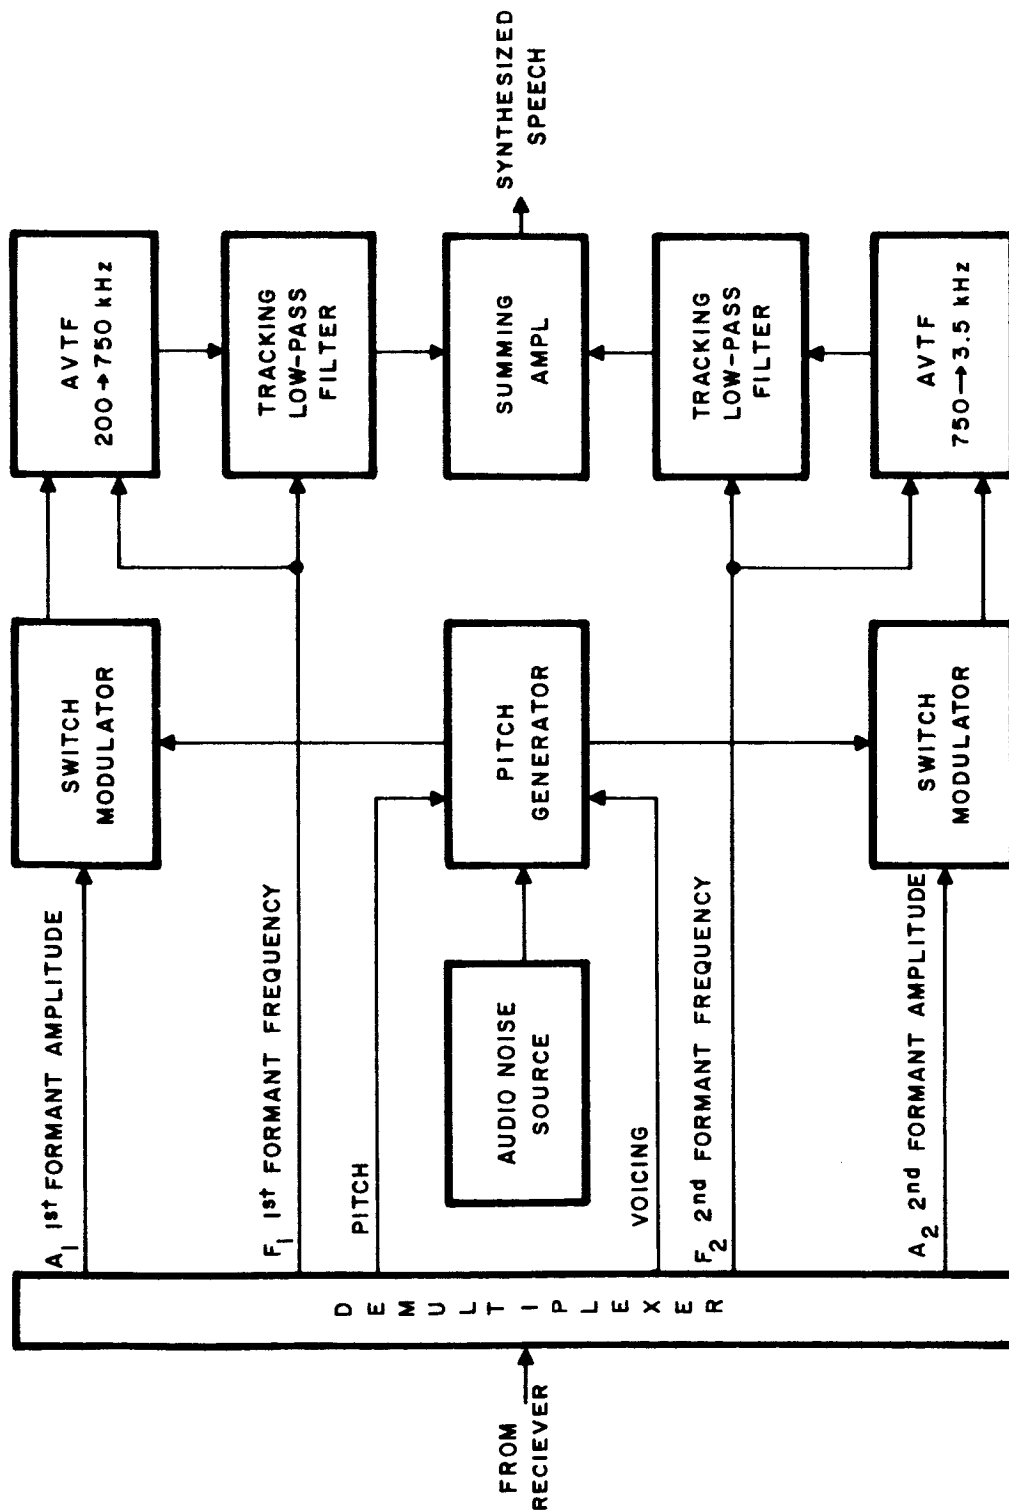 FROM
RECIEVER
DEMULTIPLEXER
A1 1st FORMANT AMPLITUDE
F1 1st FORMANT FREQUENCY
PITCH
VOICING
F2 2nd FORMANT FREQUENCY
A2 2nd FORMANT AMPLITUDE
AUDIO NOISE
SOURCE
SWITCH
MODULATOR
PITCH
GENERATOR
SWITCH
MODULATOR
AVTF
200→750 kHz
TRACKING
LOW-PASS
FILTER
SUMMING
AMPL
TRACKING
LOW-PASS
FILTER
AVTF
750→3.5 kHz
SYNTHESIZED
SPEECH